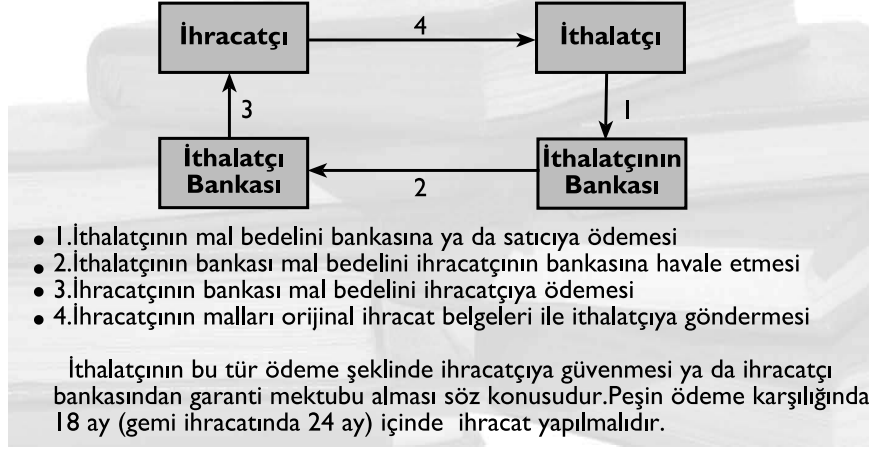 İhracatçı
4
İthalatçı
3
1
İthalatçı
Bankası
2
İthalatçının
Bankası
• 1.İthalatçının mal bedelini bankasına ya da satıcıya ödemesi
• 2.İthalatçının bankası mal bedelini ihracatçının bankasına havale etmesi
• 3.İhracatçının bankası mal bedelini ihracatçıya ödemesi
• 4.İhracatçının malları orijinal ihracat belgeleri ile ithalatçıya göndermesi
İthalatçının bu tür ödeme şeklinde ihracatçıya güvenmesi ya da ihracatçı
bankasından garanti mektubu alması söz konusudur.Peşin ödeme karşılığında
18 ay (gemi ihracatında 24 ay) içinde ihracat yapılmalıdır.